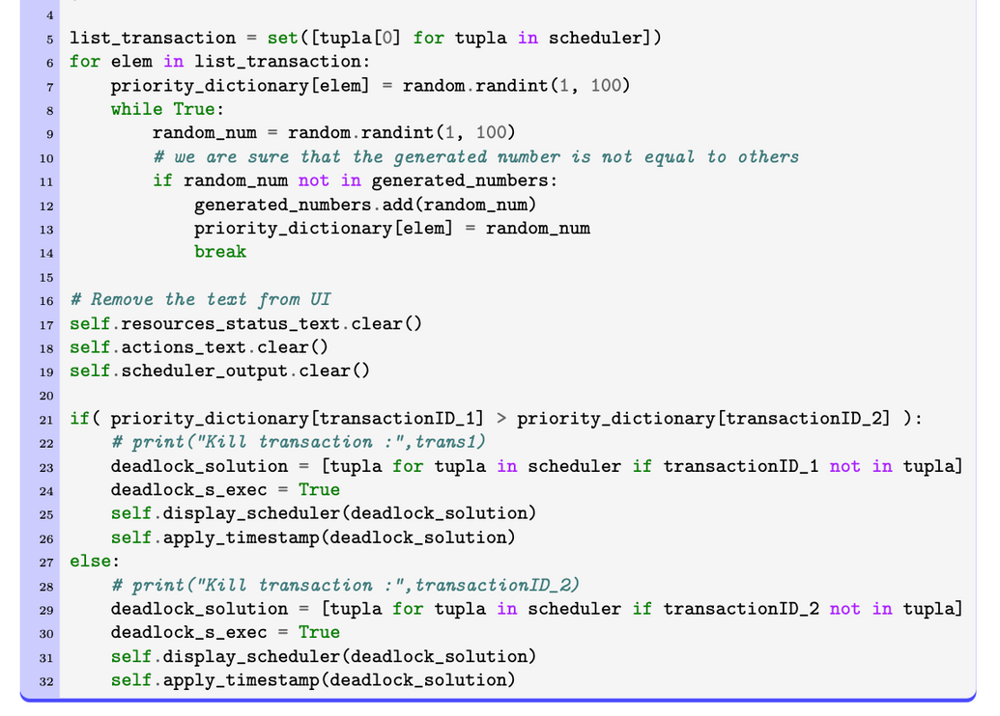 4
5 list_transaction = set([tupla[0] for tupla in scheduler])
6 for elem in list_transaction:
7     priority_dictionary[elem] = random.randint(1, 100)
8     while True:
9         random_num = random.randint(1, 100)
10         # we are sure that the generated number is not equal to others
11         if random_num not in generated_numbers:
12             generated_numbers.add(random_num)
13             priority_dictionary[elem] = random_num
14             break
15
16 # Remove the text from UI
17 self.resources_status_text.clear()
18 self.actions_text.clear()
19 self.scheduler_output.clear()
20
21 if( priority_dictionary[transactionID_1] > priority_dictionary[transactionID_2] ):
22     # print("Kill transaction :",trans1)
23     deadlock_solution = [tupla for tupla in scheduler if transactionID_1 not in tupla]
24     deadlock_s_exec = True
25     self.display_scheduler(deadlock_solution)
26     self.apply_timestamp(deadlock_solution)
27 else:
28     # print("Kill transaction :",transactionID_2)
29     deadlock_solution = [tupla for tupla in scheduler if transactionID_2 not in tupla]
30     deadlock_s_exec = True
31     self.display_scheduler(deadlock_solution)
32     self.apply_timestamp(deadlock_solution)